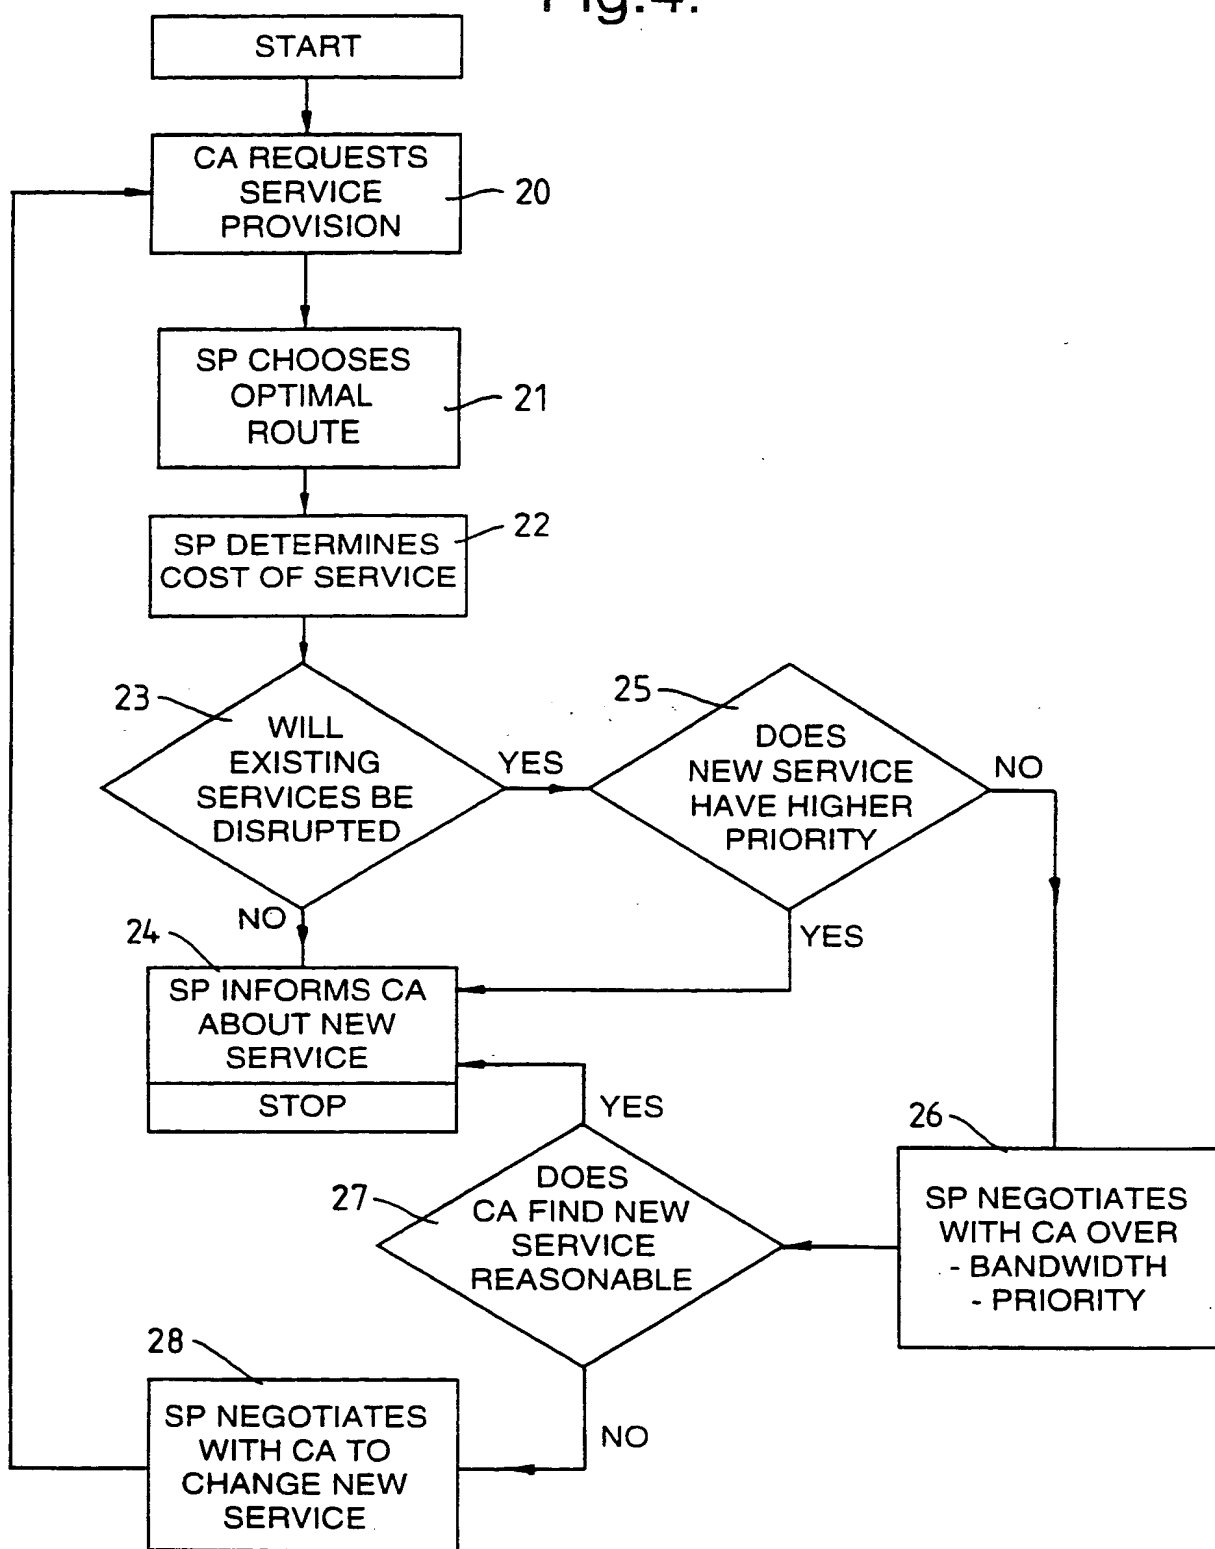 Fig.4.
START
CA REQUESTS
SERVICE
PROVISION
20
SP CHOOSES
OPTIMAL
ROUTE
21
22
SP DETERMINES
COST OF SERVICE
23
WILL
EXISTING
SERVICES BE
DISRUPTED
YES
25
DOES
NEW SERVICE
HAVE HIGHER
PRIORITY
NO
NO
YES
24
SP INFORMS CA
ABOUT NEW
SERVICE
STOP
YES
26
SP NEGOTIATES
WITH CA OVER
- BANDWIDTH
- PRIORITY
27
DOES
CA FIND NEW
SERVICE
REASONABLE
NO
28
SP NEGOTIATES
WITH CA TO
CHANGE NEW
SERVICE